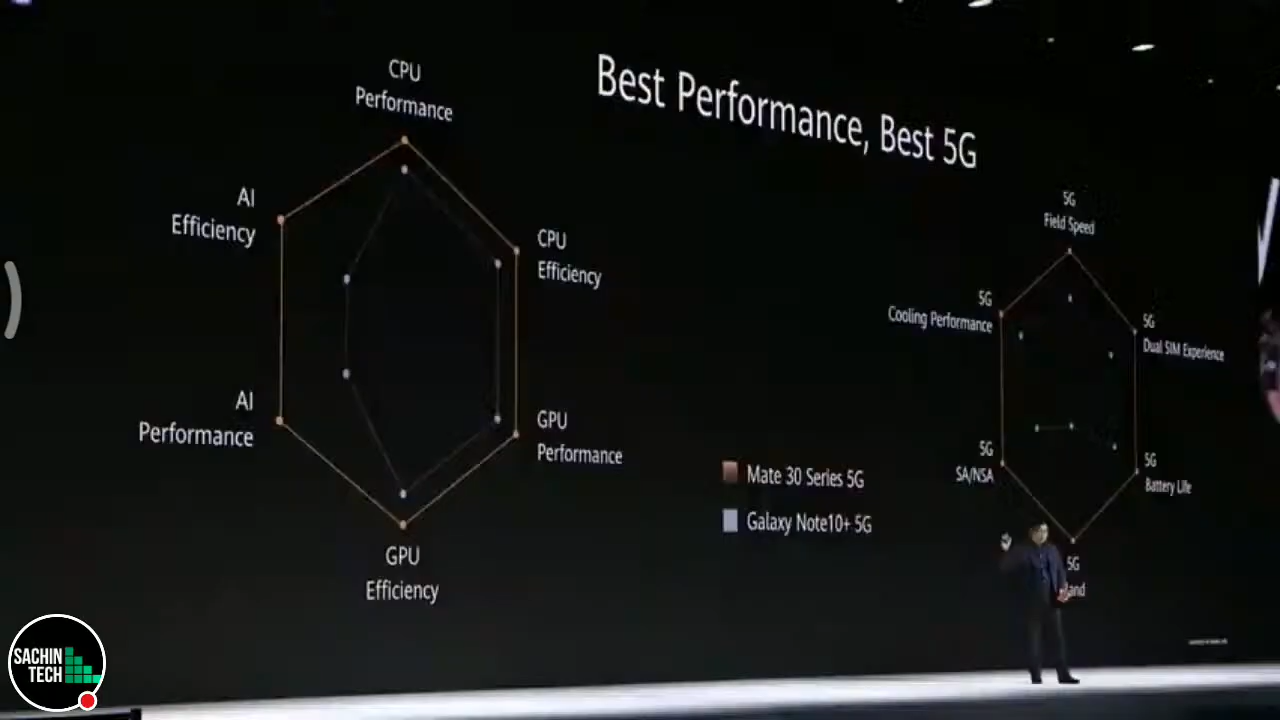 Best Performance, Best 5G
CPU
Performance
AI
Efficiency
CPU
Efficiency
AI
Performance
GPU
Performance
GPU
Efficiency
Mate 30 Series 5G
Galaxy Note10+ 5G
5G
Field Speed
5G
Cooling Performance
5G
Dual SIM Experience
5G
SA/NSA
5G
Battery Life
5G
SACHIN
TECH